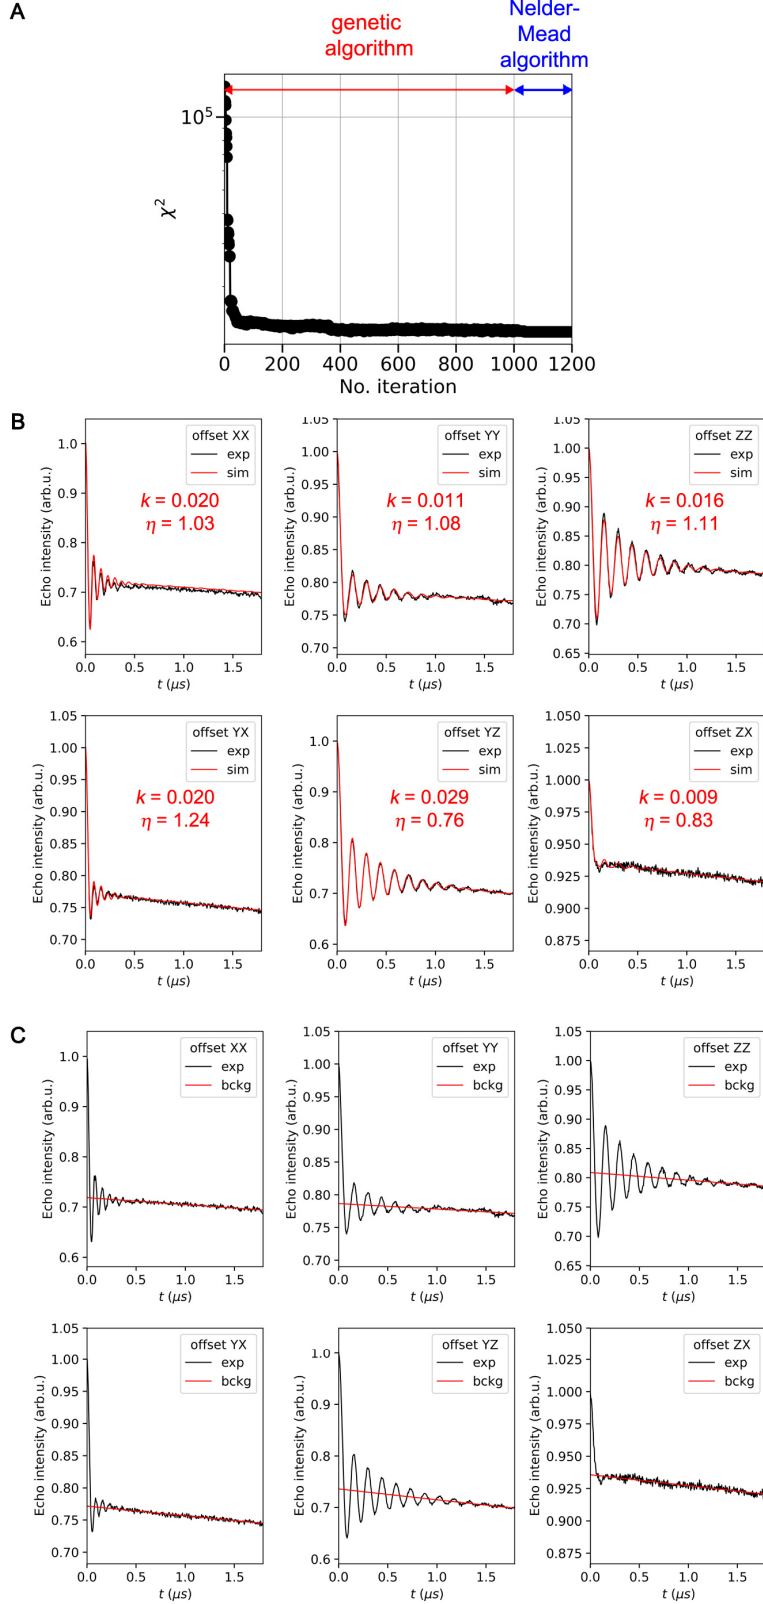 A
genetic
algorithm
Nelder-
Mead
algorithm
10^5
χ^2
0 200 400 600 800 1000 1200
No. iteration
B
offset XX
exp
sim
k = 0.020
η = 1.03
Echo intensity (arb.u.)
1.0
0.9
0.8
0.7
0.6
0.0 0.5 1.0 1.5
t (μs)
offset YY
exp
sim
k = 0.011
η = 1.08
Echo intensity (arb.u.)
1.05
1.00
0.95
0.90
0.85
0.80
0.75
0.70
0.0 0.5 1.0 1.5
t (μs)
offset ZZ
exp
sim
k = 0.016
η = 1.11
Echo intensity (arb.u.)
1.05
1.00
0.95
0.90
0.85
0.80
0.75
0.70
0.65
0.0 0.5 1.0 1.5
t (μs)
offset YX
exp
sim
k = 0.020
η = 1.24
Echo intensity (arb.u.)
1.05
1.00
0.95
0.90
0.85
0.80
0.75
0.70
0.0 0.5 1.0 1.5
t (μs)
offset YZ
exp
sim
k = 0.029
η = 0.76
Echo intensity (arb.u.)
1.0
0.9
0.8
0.7
0.6
0.0 0.5 1.0 1.5
t (μs)
offset ZX
exp
sim
k = 0.009
η = 0.83
Echo intensity (arb.u.)
1.050
1.025
1.000
0.975
0.950
0.925
0.900
0.875
0.0 0.5 1.0 1.5
t (μs)
C
offset XX
exp
bckg
Echo intensity (arb.u.)
1.0
0.9
0.8
0.7
0.6
0.0 0.5 1.0 1.5
t (μs)
offset YY
exp
bckg
Echo intensity (arb.u.)
1.05
1.00
0.95
0.90
0.85
0.80
0.75
0.70
0.0 0.5 1.0 1.5
t (μs)
offset ZZ
exp
bckg
Echo intensity (arb.u.)
1.05
1.00
0.95
0.90
0.85
0.80
0.75
0.70
0.65
0.0 0.5 1.0 1.5
t (μs)
offset YX
exp
bckg
Echo intensity (arb.u.)
1.05
1.00
0.95
0.90
0.85
0.80
0.75
0.70
0.0 0.5 1.0 1.5
t (μs)
offset YZ
exp
bckg
Echo intensity (arb.u.)
1.0
0.9
0.8
0.7
0.6
0.0 0.5 1.0 1.5
t (μs)
offset ZX
exp
bckg
Echo intensity (arb.u.)
1.050
1.025
1.000
0.975
0.950
0.925
0.900
0.875
0.0 0.5 1.0 1.5
t (μs)